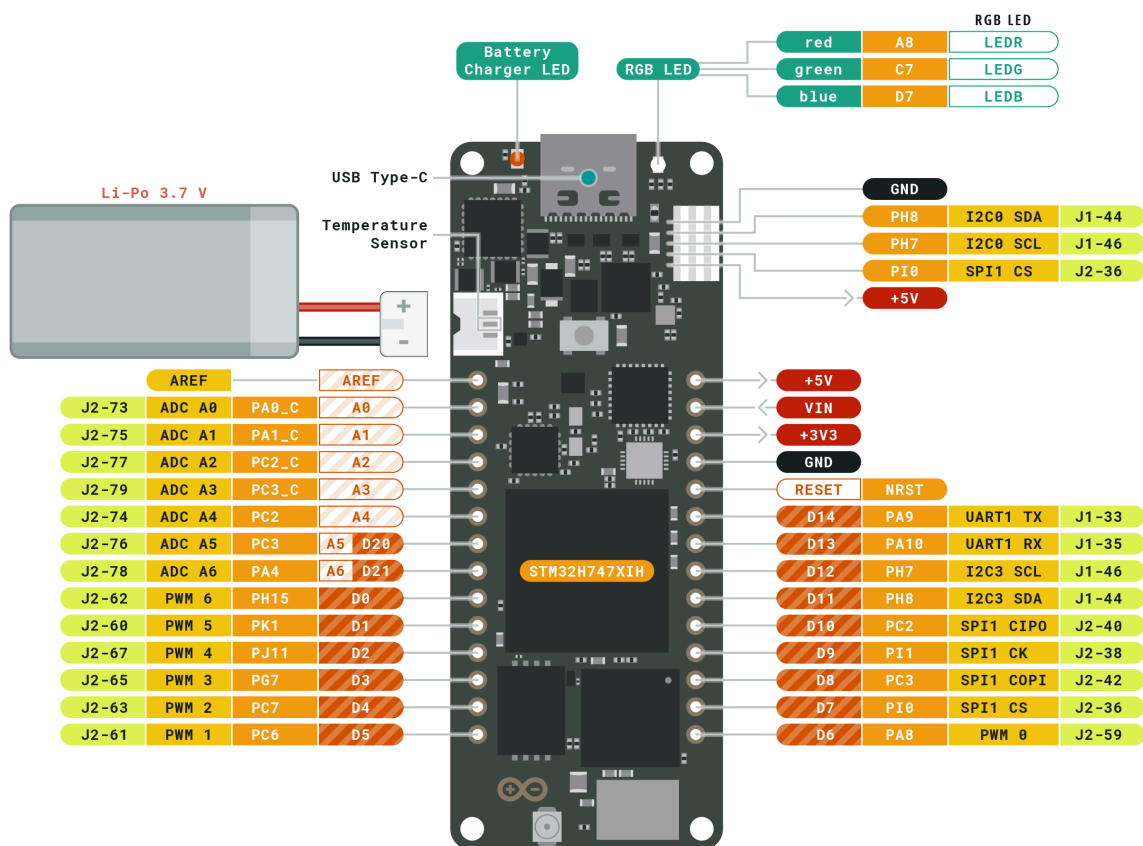 RGB LED
Battery
Charger LED
RGB LED
red A8 LEDR
green C7 LEDG
blue D7 LEDB
USB Type-C
Li-Po 3.7 V
Temperature
Sensor
GND
PH8 I2C0 SDA J1-44
PH7 I2C0 SCL J1-46
PI0 SPI1 CS J2-36
+5V
+
-
AREF AREF
J2-73 ADC A0 PA0_C A0
J2-75 ADC A1 PA1_C A1
J2-77 ADC A2 PC2_C A2
J2-79 ADC A3 PC3_C A3
J2-74 ADC A4 PC2 A4
J2-76 ADC A5 PC3 A5 D20
J2-78 ADC A6 PA4 A6 D21
J2-62 PWM 6 PH15 D0
J2-60 PWM 5 PK1 D1
J2-67 PWM 4 PJ11 D2
J2-65 PWM 3 PG7 D3
J2-63 PWM 2 PC7 D4
J2-61 PWM 1 PC6 D5
STM32H747XIH
+5V
VIN
+3V3
GND
RESET NRST
D14 PA9 UART1 TX J1-33
D13 PA10 UART1 RX J1-35
D12 PH7 I2C3 SCL J1-46
D11 PH8 I2C3 SDA J1-44
D10 PC2 SPI1 CIPO J2-40
D9 PI1 SPI1 CK J2-38
D8 PC3 SPI1 COPI J2-42
D7 PI0 SPI1 CS J2-36
D6 PA8 PWM 0 J2-59